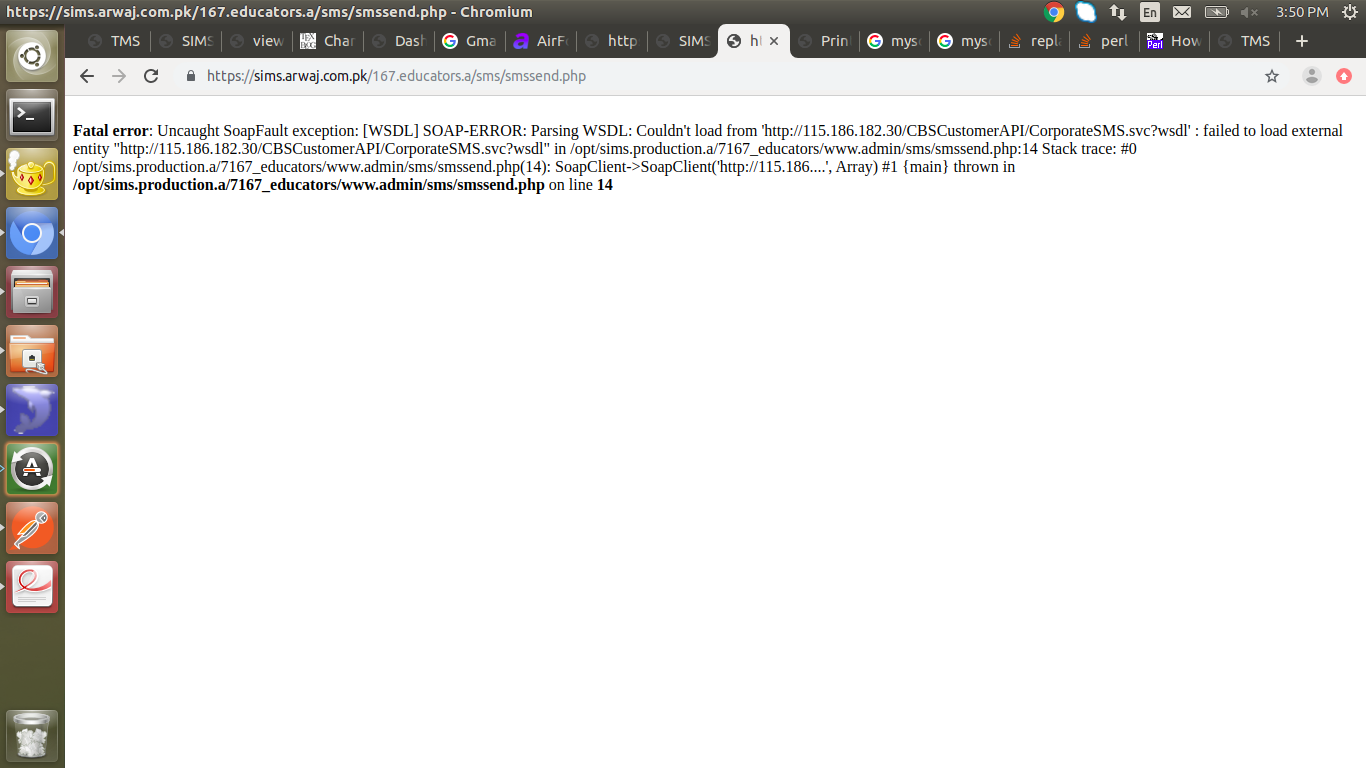 https://sims.arwaj.com.pk/167.educators.a/sms/smssend.php - Chromium
En
3:50 PM
TMS
SIMS
view
TEX BLOG
Char
Dash
Gma
AirF
http
SIMS
ht
Prin
mys
mys
repl
perl
Perl
How
TMS
https://sims.arwaj.com.pk/167.educators.a/sms/smssend.php
Fatal error: Uncaught SoapFault exception: [WSDL] SOAP-ERROR: Parsing WSDL: Couldn't load from 'http://115.186.182.30/CBSCustomerAPI/CorporateSMS.svc?wsdl' : failed to load external
entity "http://115.186.182.30/CBSCustomerAPI/CorporateSMS.svc?wsdl" in /opt/sims.production.a/7167_educators/www.admin/sms/smssend.php:14 Stack trace: #0
/opt/sims.production.a/7167_educators/www.admin/sms/smssend.php(14): SoapClient->SoapClient('http://115.186....', Array) #1 {main} thrown in
/opt/sims.production.a/7167_educators/www.admin/sms/smssend.php on line 14